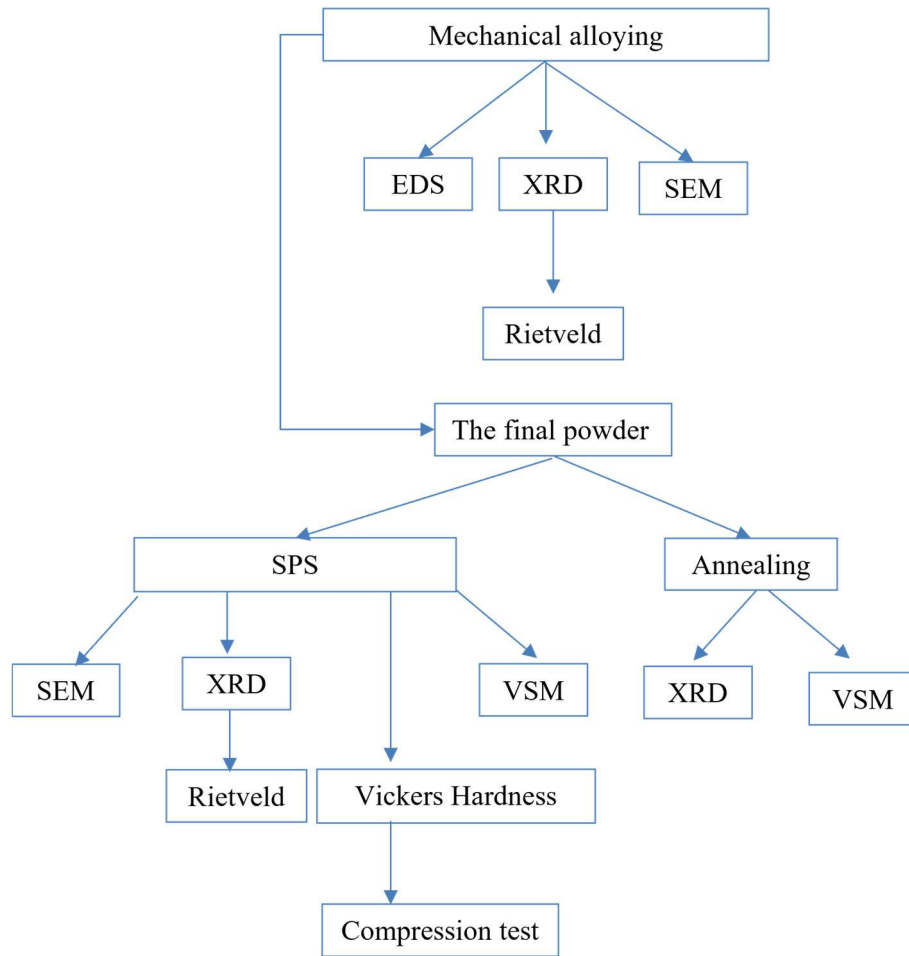 Mechanical alloying
EDS
XRD
SEM
Rietveld
The final powder
SPS
Annealing
SEM
XRD
VSM
XRD
VSM
Rietveld
Vickers Hardness
Compression test